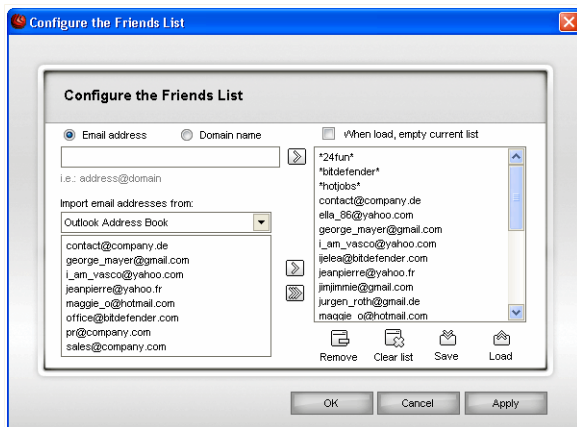 Configure the Friends List
Configure the Friends List
Email address
Domain name
i.e.: address@domain
Import email addresses from:
Outlook Address Book
contact@company.de
george_mayer@gmail.com
i_am_vasco@yahoo.com
jeanpierre@yahoo.fr
maggie_o@hotmail.com
office@bitdefender.com
pr@company.com
sales@company.com
When load, empty current list
*24fun*
*bitdefender*
*hotjobs*
contact@company.de
ella_86@yahoo.com
george_mayer@gmail.com
i_am_vasco@yahoo.com
ijelea@bitdefender.com
jeanpierre@yahoo.fr
jimjimmie@gmail.com
jurgen_roth@gmail.de
maggie_o@hotmail.com
Remove
Clear list
Save
Load
OK
Cancel
Apply